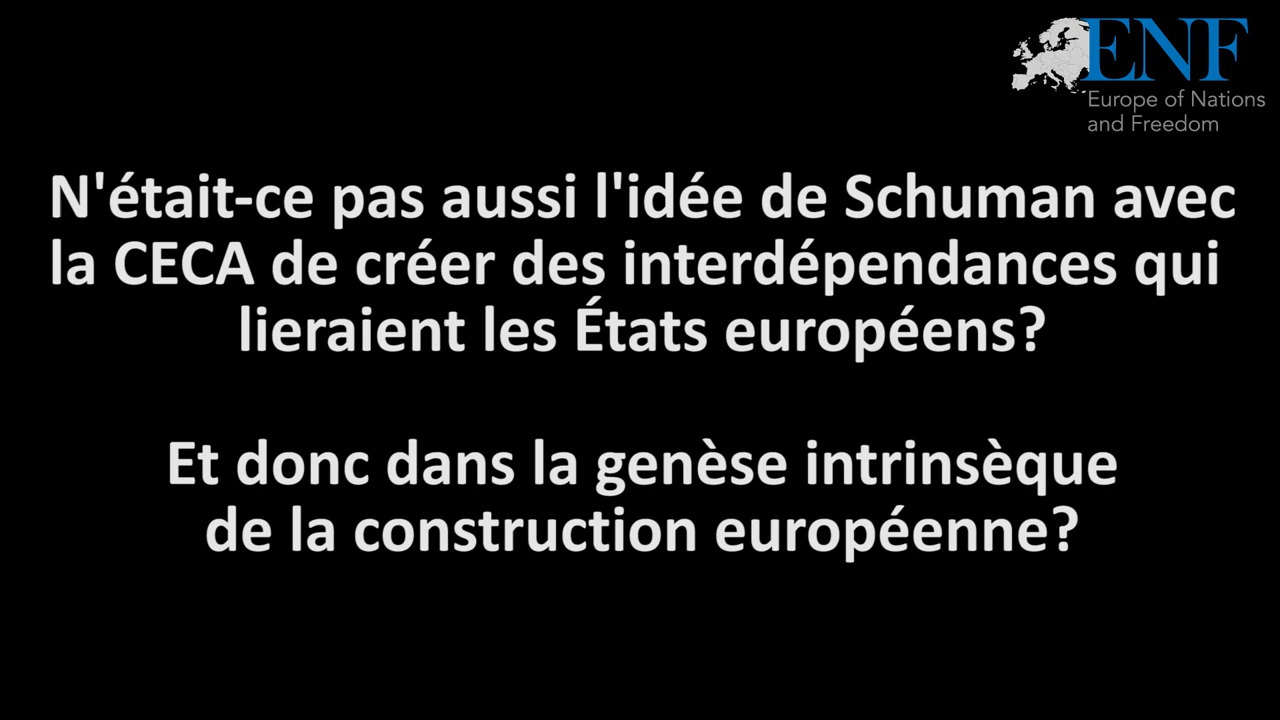 ENF
Europe of Nations
and Freedom
N'était-ce pas aussi l'idée de Schuman avec
la CECA de créer des interdépendances qui
lieraient les États européens?
Et donc dans la genèse intrinsèque
de la construction européenne?